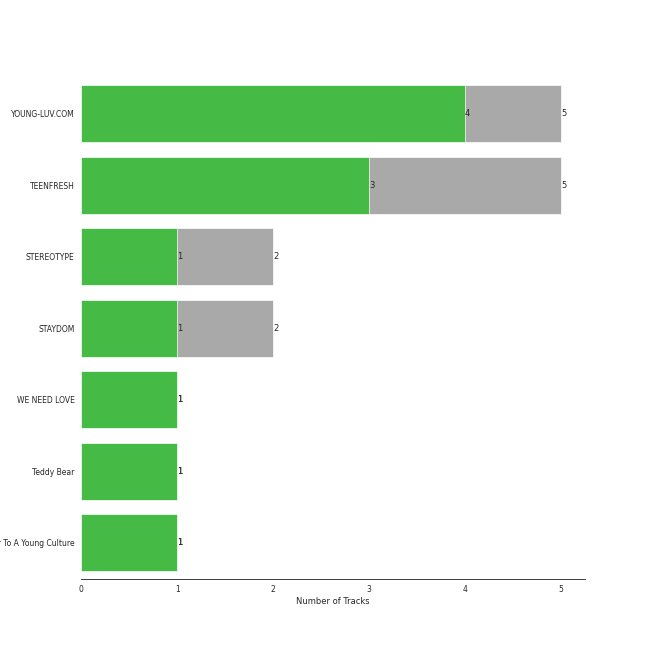 YOUNG-LUV.COM 4 5
TEENFRESH 3 5
STEREOTYPE 1 2
STAYDOM 1 2
WE NEED LOVE 1
Teddy Bear 1
To A Young Culture 1
0 1 2 3 4 5
Number of Tracks